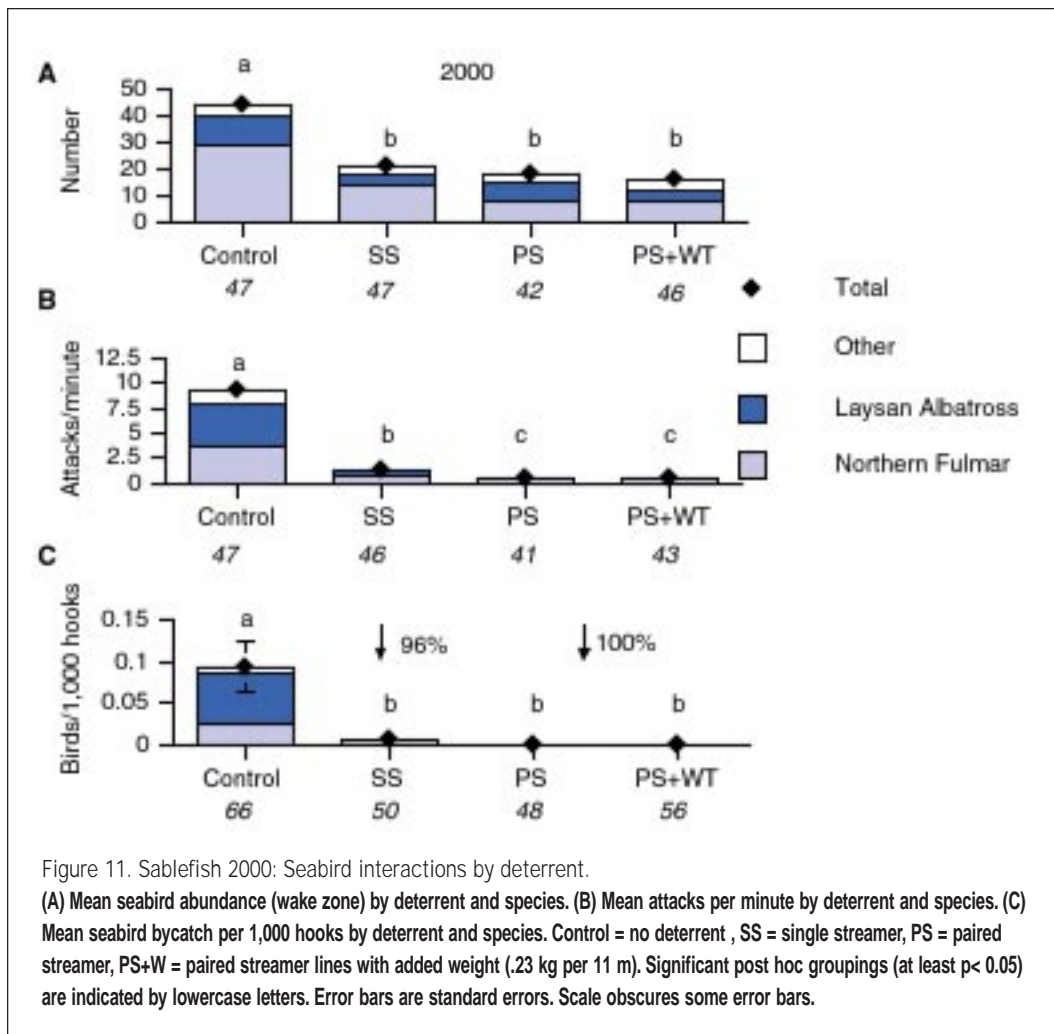 A
2000
a
50
40
30
20
10
0
Number
b
b
b
Control
SS
PS
PS+WT
47
47
42
46
Total
Other
Laysan Albatross
Northern Fulmar
B
12.5
10
7.5
5
2.5
0
Attacks/minute
a
b
c
c
Control
SS
PS
PS+WT
47
46
41
43
C
0.15
0.1
0.05
0
Birds/1,000 hooks
a
96%
100%
b
b
b
Control
SS
PS
PS+WT
66
50
48
56
Figure 11. Sablefish 2000: Seabird interactions by deterrent.
(A) Mean seabird abundance (wake zone) by deterrent and species. (B) Mean attacks per minute by deterrent and species. (C)
Mean seabird bycatch per 1,000 hooks by deterrent and species. Control = no deterrent , SS = single streamer, PS = paired
streamer, PS+W = paired streamer lines with added weight (.23 kg per 11 m). Significant post hoc groupings (at least p< 0.05)
are indicated by lowercase letters. Error bars are standard errors. Scale obscures some error bars.